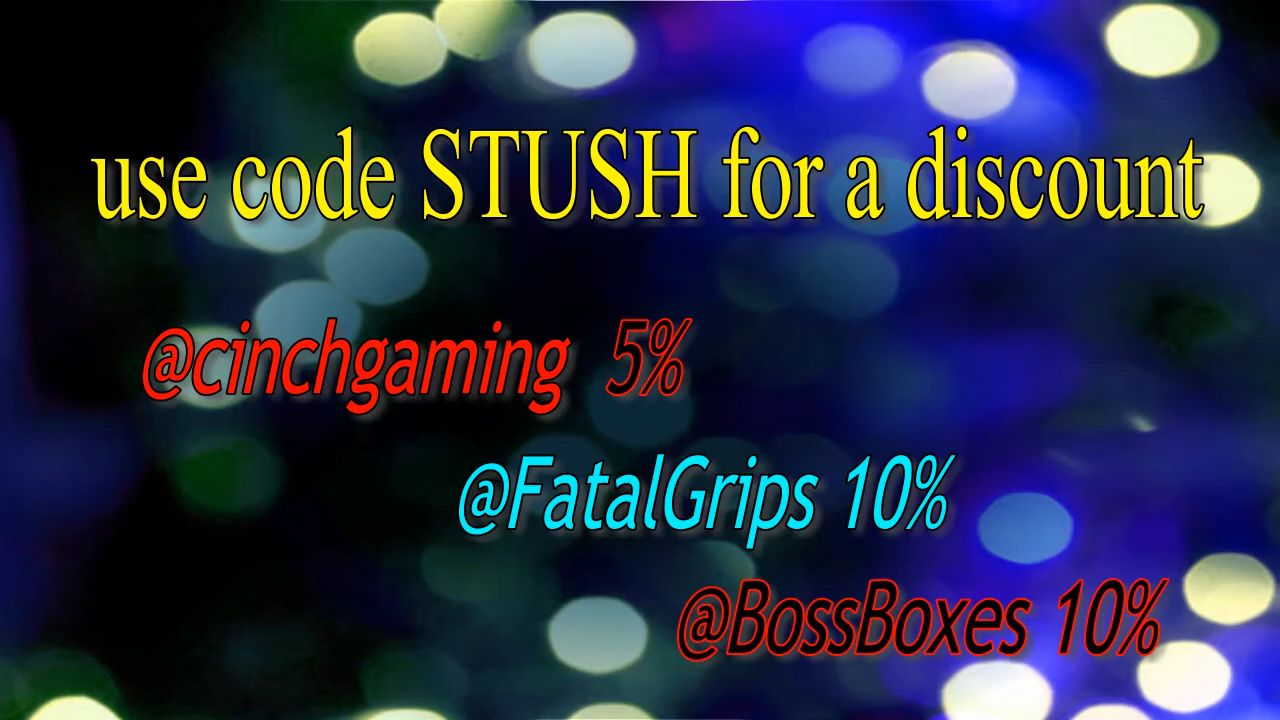 use code STUSH for a discount
@cinchgaming 5%
@FatalGrips 10%
@BossBoxes 10%